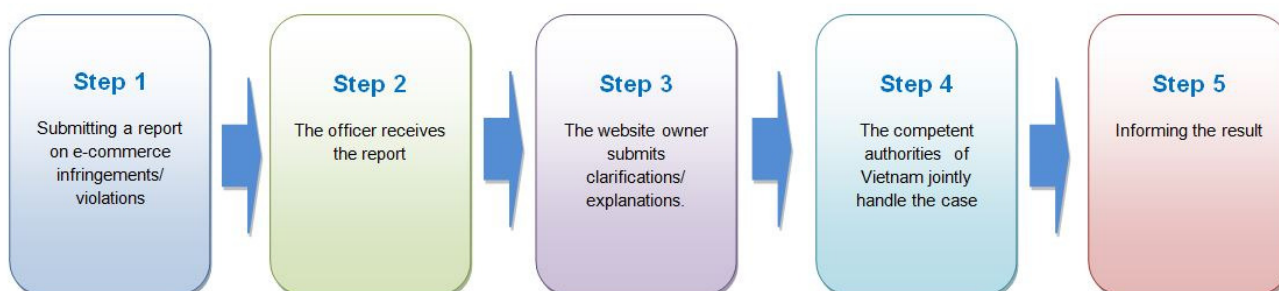 Step 1
Submitting a report
on e-commerce
infringements/
violations
Step 2
The officer receives
the report
Step 3
The website owner
submits
clarifications/
explanations.
Step 4
The competent
authorities of
Vietnam jointly
handle the case
Step 5
Informing the result